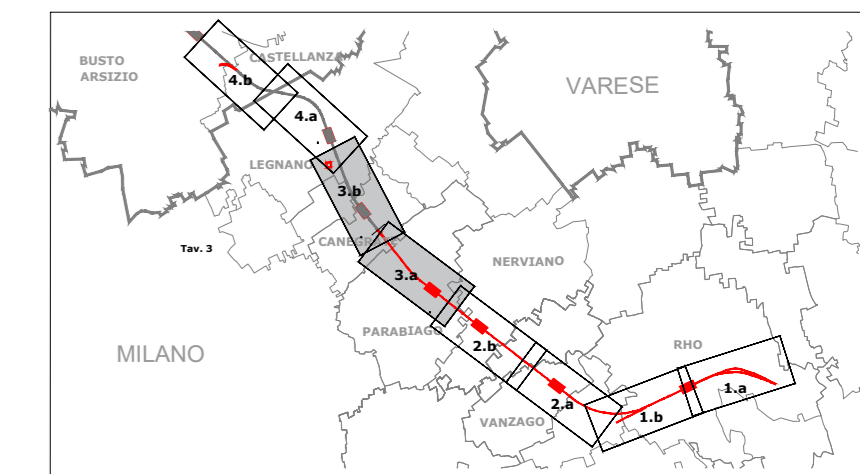 BUSTO
ARSIZIO
CASTELLANZA
4.b
VARESE
4.a
LEGNANO
3.b
CANEGRATE
Tav. 3
NERVIANO
3.a
PARABIAGO
MILANO
2.b
RHO
1.a
2.a
1.b
VANZAGO